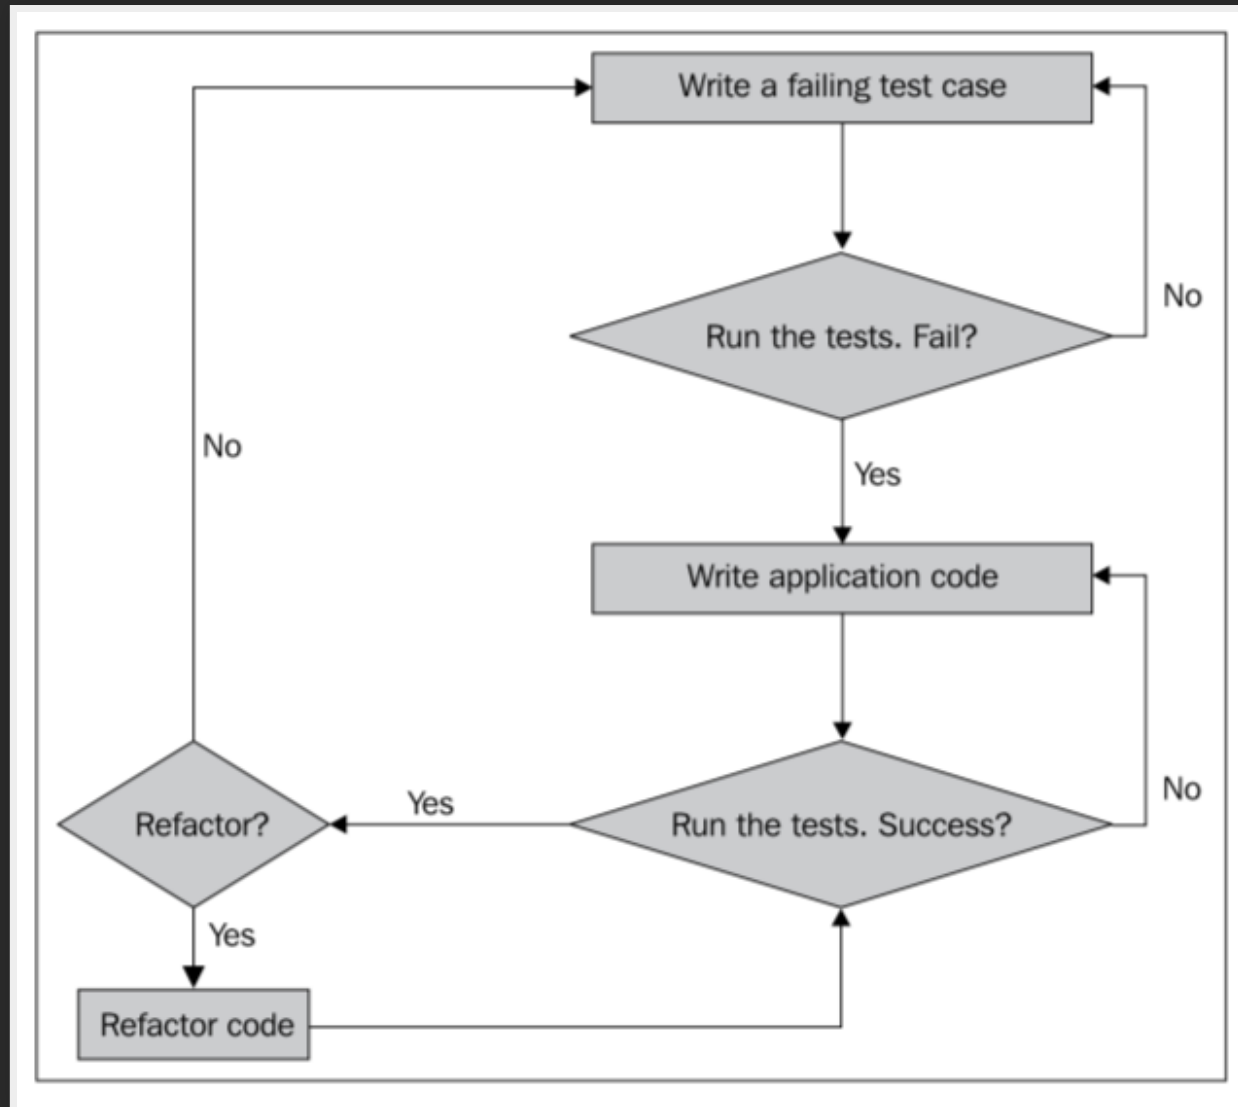 Write a failing test case
No
Run the tests. Fail?
No
Yes
Write application code
No
Yes
Refactor?
Run the tests. Success?
Yes
Refactor code